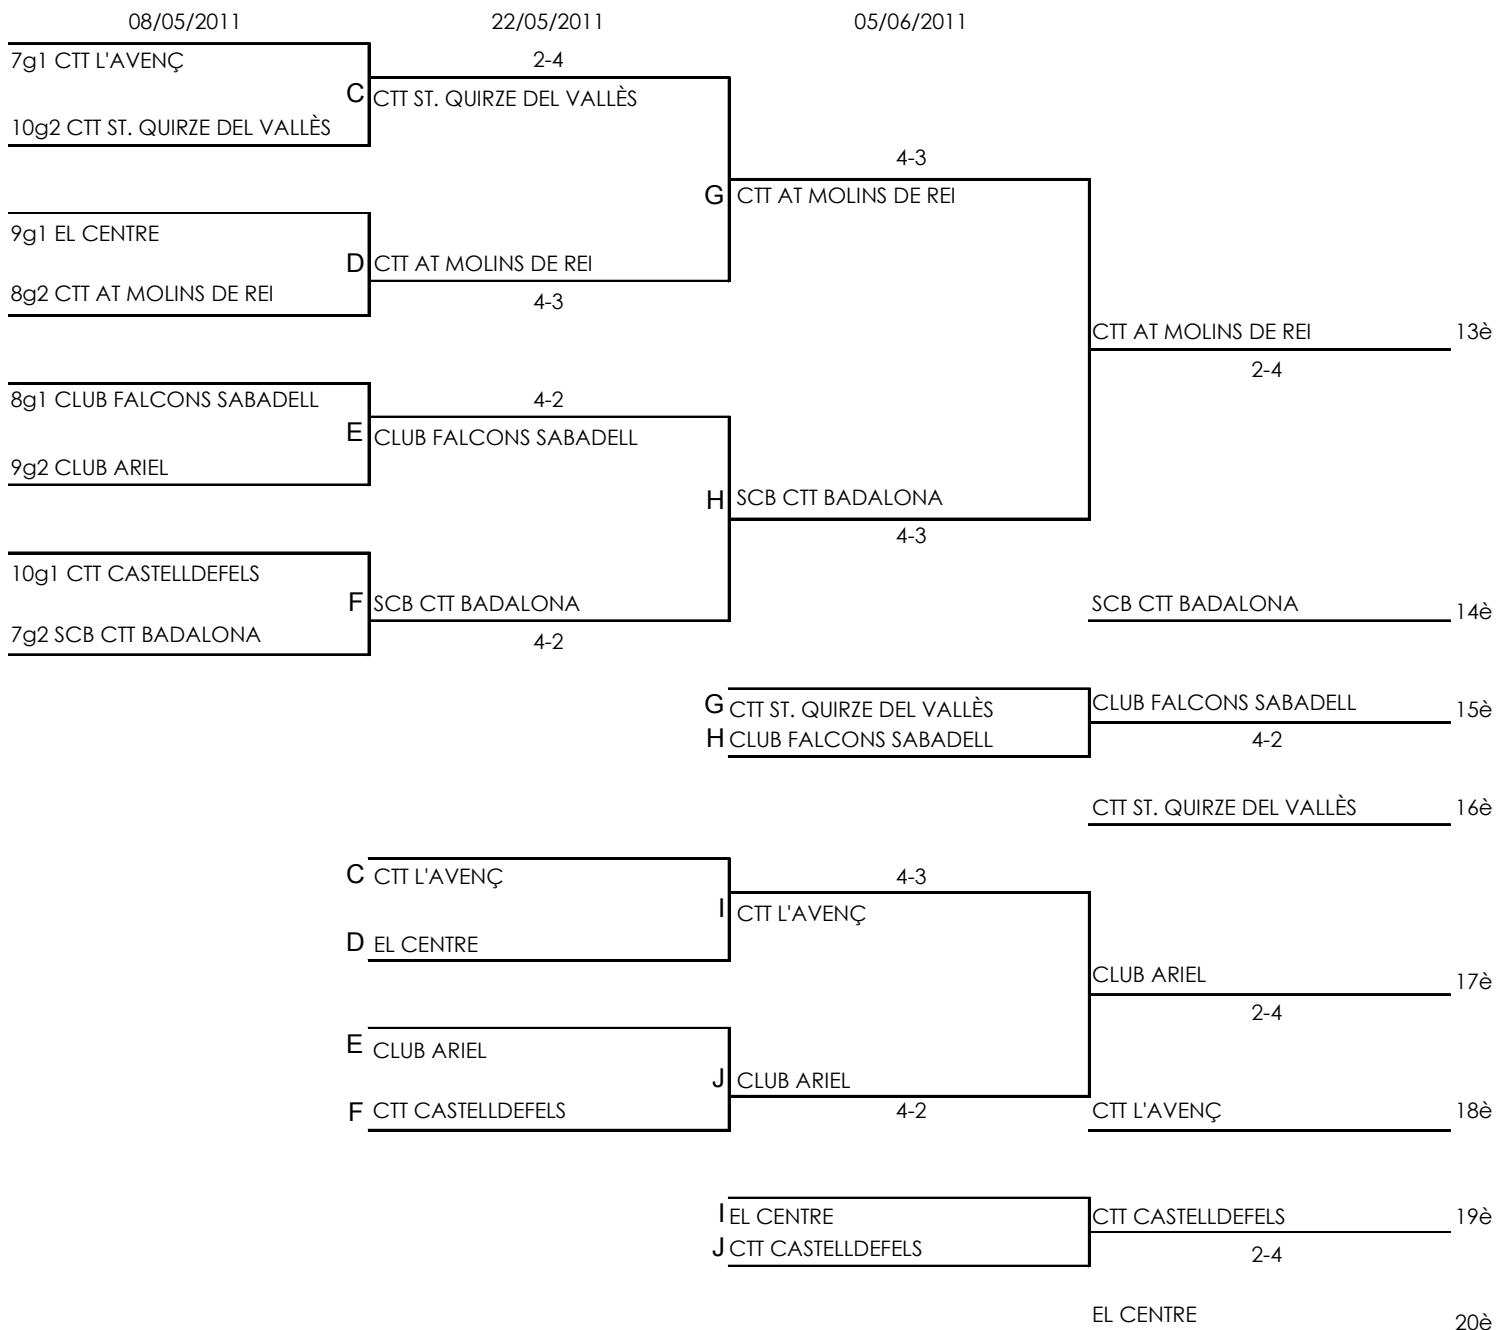 08/05/2011 22/05/2011 05/06/2011
7g1 CTT L'AVENÇ
2-4
C
CTT ST. QUIRZE DEL VALLÈS
10g2 CTT ST. QUIRZE DEL VALLÈS
4-3
G
CTT AT MOLINS DE REI
9g1 EL CENTRE
D
CTT AT MOLINS DE REI
8g2 CTT AT MOLINS DE REI
4-3
CTT AT MOLINS DE REI
13è
2-4
8g1 CLUB FALCONS SABADELL
4-2
E
CLUB FALCONS SABADELL
9g2 CLUB ARIEL
H
SCB CTT BADALONA
4-3
10g1 CTT CASTELLDEFELS
F
SCB CTT BADALONA
SCB CTT BADALONA
14è
7g2 SCB CTT BADALONA
4-2
G
CTT ST. QUIRZE DEL VALLÈS
CLUB FALCONS SABADELL
15è
H
CLUB FALCONS SABADELL
4-2
CTT ST. QUIRZE DEL VALLÈS
16è
C
CTT L'AVENÇ
4-3
I
CTT L'AVENÇ
D
EL CENTRE
CLUB ARIEL
17è
2-4
E
CLUB ARIEL
J
CLUB ARIEL
F
CTT CASTELLDEFELS
4-2
CTT L'AVENÇ
18è
I
EL CENTRE
CTT CASTELLDEFELS
19è
J
CTT CASTELLDEFELS
2-4
EL CENTRE
20è